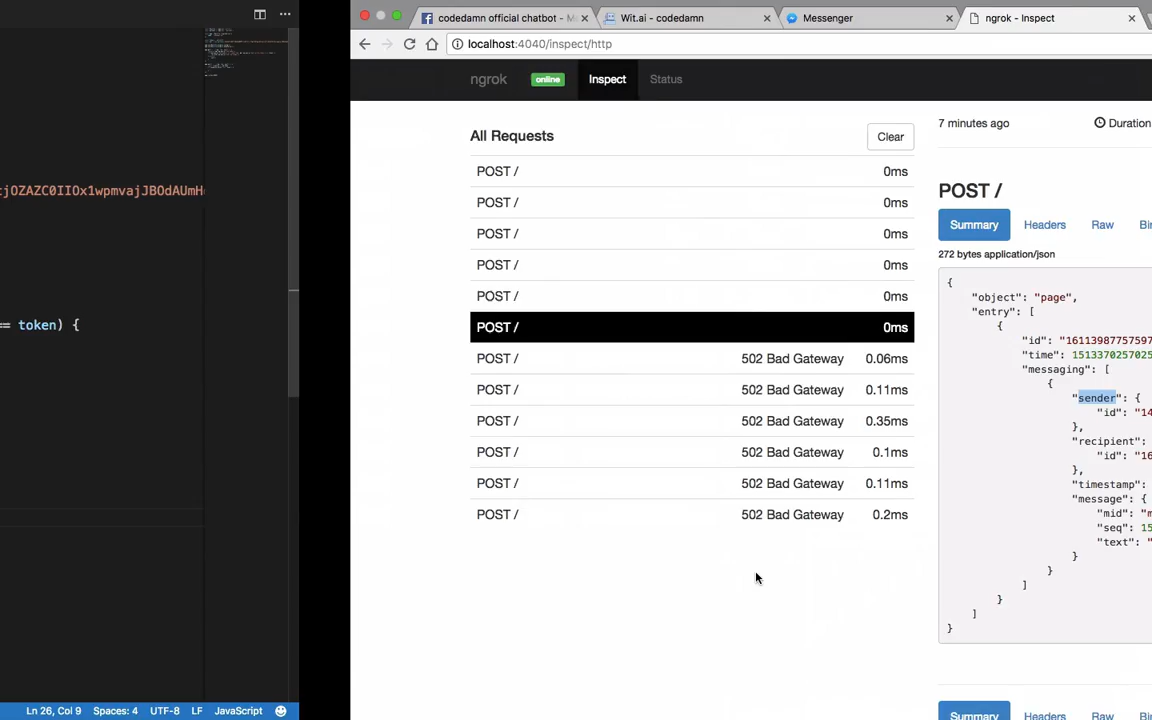 jOZAZC0IIOx1wpmvajJBOdAUmH
== token) {
Ln 26, Col 9 Spaces: 4 UTF-8 LF JavaScript
codedamn official chatbot - M
Wit.ai - codedamn
Messenger
ngrok - Inspect
localhost:4040/inspect/http
ngrok online Inspect Status
All Requests Clear
POST / 0ms
POST / 0ms
POST / 0ms
POST / 0ms
POST / 0ms
POST / 0ms
POST / 502 Bad Gateway 0.06ms
POST / 502 Bad Gateway 0.11ms
POST / 502 Bad Gateway 0.35ms
POST / 502 Bad Gateway 0.1ms
POST / 502 Bad Gateway 0.11ms
POST / 502 Bad Gateway 0.2ms
7 minutes ago Duration
POST /
Summary Headers Raw Bi
272 bytes application/json
{
"object": "page",
"entry": [
{
"id": "16113987757597
"time": 1513370257025
"messaging": [
{
"sender": {
"id": "14
},
"recipient":
"id": "16
},
"timestamp":
"message": {
"mid": "m
"seq": 15
"text": "
}
}
]
}
]
}
Summary Headers Raw Bi